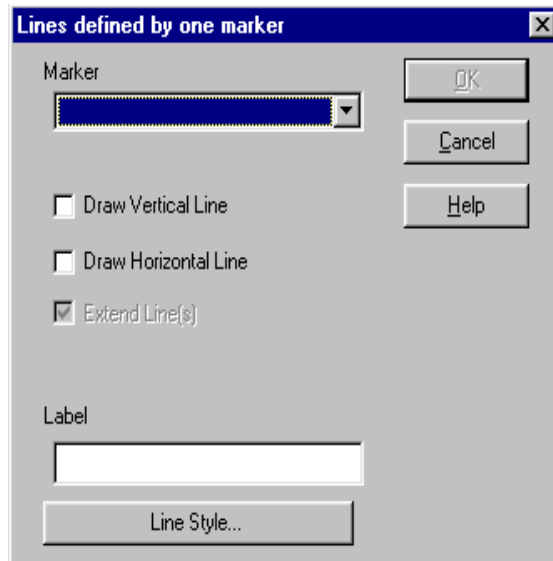 Lines defined by one marker
Marker
OK
Cancel
Draw Vertical Line
Help
Draw Horizontal Line
Extend Line(s)
Label
Line Style...